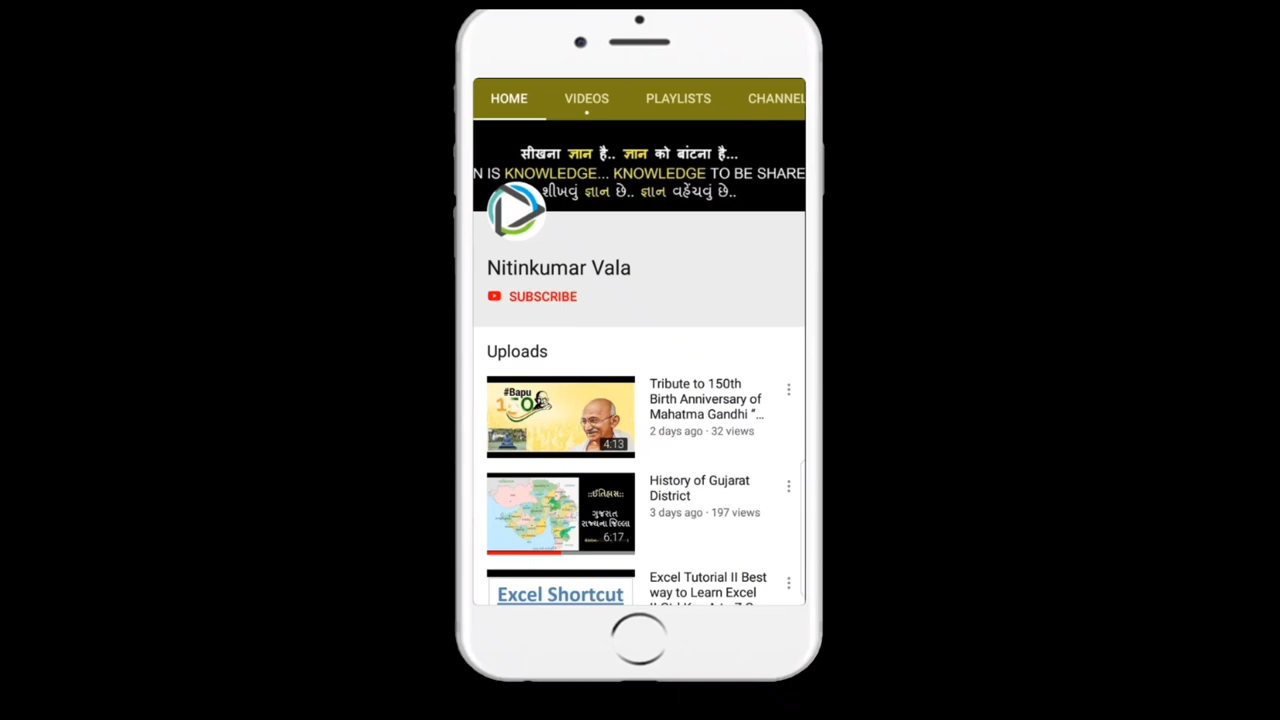 HOME VIDEOS PLAYLISTS CHANNEL
सीखना ज्ञान है.. ज्ञान को बांटना है...
N IS KNOWLEDGE... KNOWLEDGE TO BE SHARE
શીખવું જ્ઞાન છે.. જ્ઞાન વહેંચવું છે..
Nitinkumar Vala
SUBSCRIBE
Uploads
#Bapu
4:13
Tribute to 150th
Birth Anniversary of
Mahatma Gandhi "...
2 days ago · 32 views
::ઈતિહાસ::
ગુજરાત
રાજ્યના જિલ્લા
6:17
History of Gujarat
District
3 days ago · 197 views
Excel Shortcut
Excel Tutorial II Best
way to Learn Excel